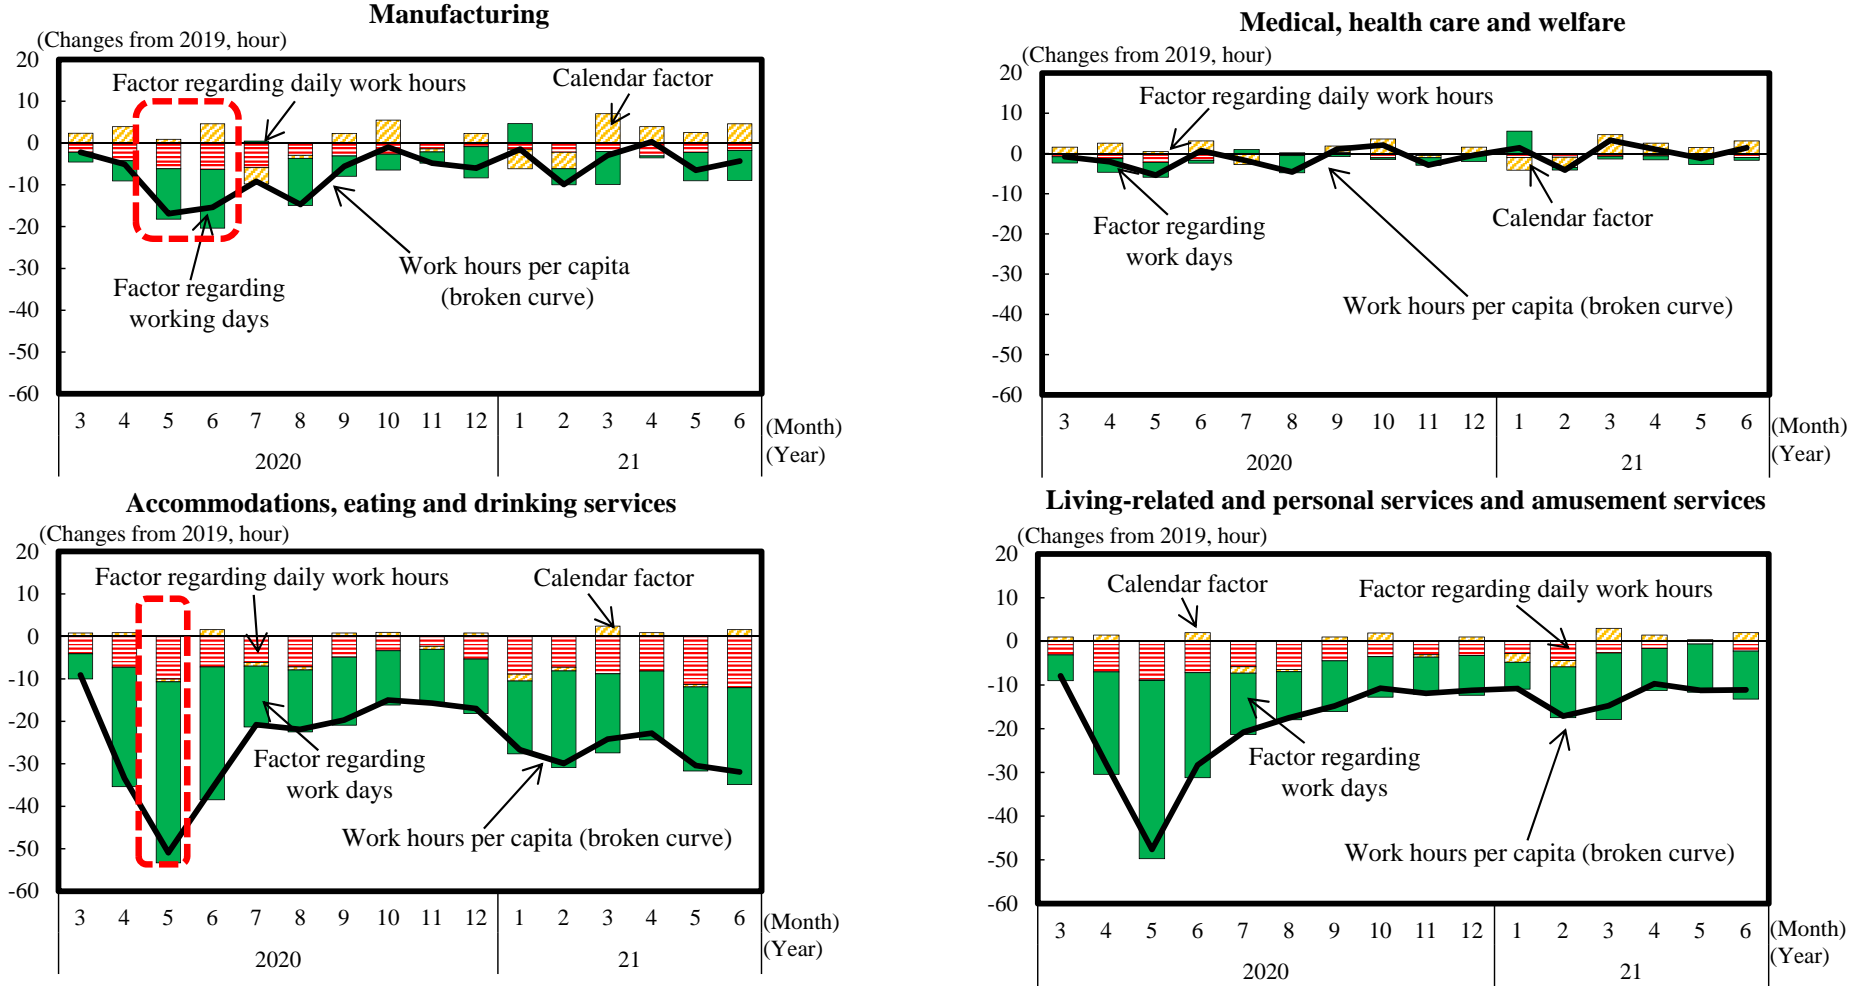 Manufacturing
(Changes from 2019, hour)
20
10
0
-10
-20
-30
-40
-50
-60
Factor regarding daily work hours
Calendar factor
Work hours per capita
(broken curve)
Factor regarding
working days
3 4 5 6 7 8 9 10 11 12 1 2 3 4 5 6 (Month)
2020 21 (Year)
Medical, health care and welfare
(Changes from 2019, hour)
20
10
0
-10
-20
-30
-40
-50
-60
Factor regarding daily work hours
Factor regarding
work days
Calendar factor
Work hours per capita (broken curve)
3 4 5 6 7 8 9 10 11 12 1 2 3 4 5 6 (Month)
2020 21 (Year)
Accommodations, eating and drinking services
(Changes from 2019, hour)
20
10
0
-10
-20
-30
-40
-50
-60
Factor regarding daily work hours
Calendar factor
Factor regarding
work days
Work hours per capita (broken curve)
3 4 5 6 7 8 9 10 11 12 1 2 3 4 5 6 (Month)
2020 21 (Year)
Living-related and personal services and amusement services
(Changes from 2019, hour)
20
10
0
-10
-20
-30
-40
-50
-60
Calendar factor
Factor regarding daily work hours
Factor regarding
work days
Work hours per capita (broken curve)
3 4 5 6 7 8 9 10 11 12 1 2 3 4 5 6 (Month)
2020 21 (Year)